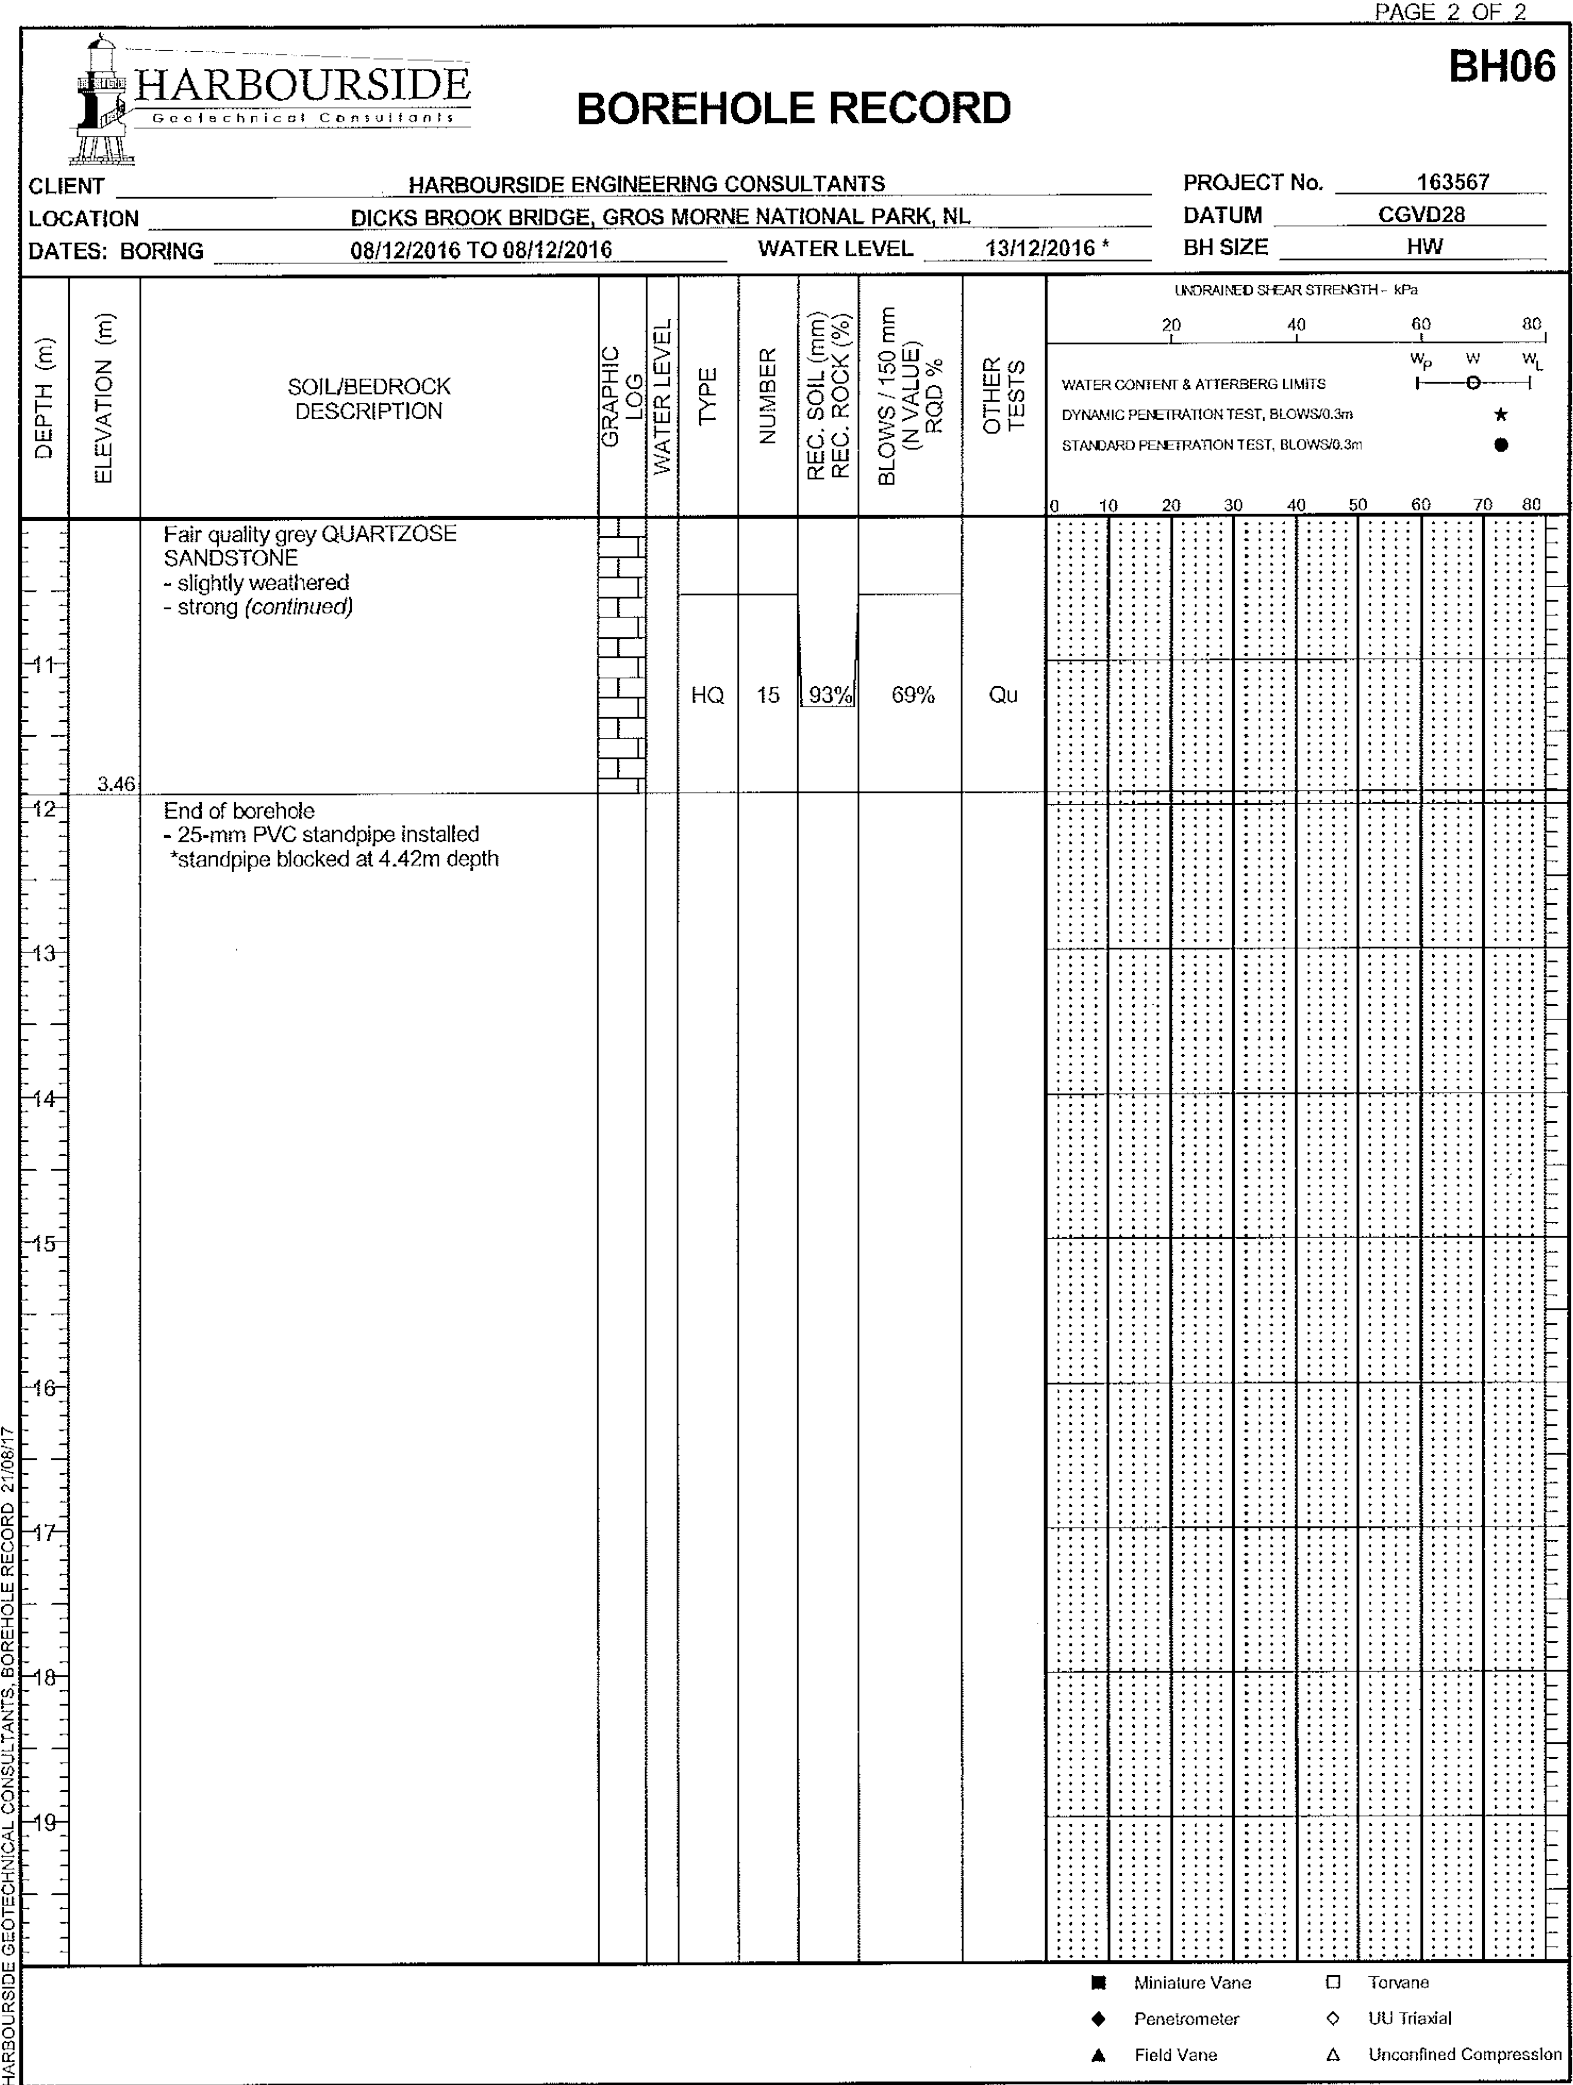 PAGE 2 OF 2
BH06
HARBOURSIDE
Geotechnical Consultants
BOREHOLE RECORD
CLIENT HARBOURSIDE ENGINEERING CONSULTANTS PROJECT No. 163567
LOCATION DICKS BROOK BRIDGE, GROS MORNE NATIONAL PARK, NL DATUM CGVD28
DATES: BORING 08/12/2016 TO 08/12/2016 WATER LEVEL 13/12/2016 * BH SIZE HW
DEPTH (m)
ELEVATION (m)
SOIL/BEDROCK
DESCRIPTION
GRAPHIC
LOG
WATER LEVEL
TYPE
NUMBER
REC. SOIL (mm)
REC. ROCK (%)
BLOWS / 150 mm
(N VALUE)
RQD %
OTHER
TESTS
UNDRAINED SHEAR STRENGTH - kPa
20 40 60 80
Wp W WL
WATER CONTENT & ATTERBERG LIMITS
DYNAMIC PENETRATION TEST, BLOWS/0.3m ★
STANDARD PENETRATION TEST, BLOWS/0.3m ●
0 10 20 30 40 50 60 70 80
Fair quality grey QUARTZOSE
SANDSTONE
- slightly weathered
- strong (continued)
11
HQ 15 93% 69% Qu
3.46
12
End of borehole
- 25-mm PVC standpipe installed
*standpipe blocked at 4.42m depth
13
14
15
16
17
18
19
HARBOURSIDE GEOTECHNICAL CONSULTANTS, BOREHOLE RECORD 21/08/17
■ Miniature Vane □ Torvane
◆ Penetrometer ◇ UU Triaxial
▲ Field Vane △ Unconfined Compression